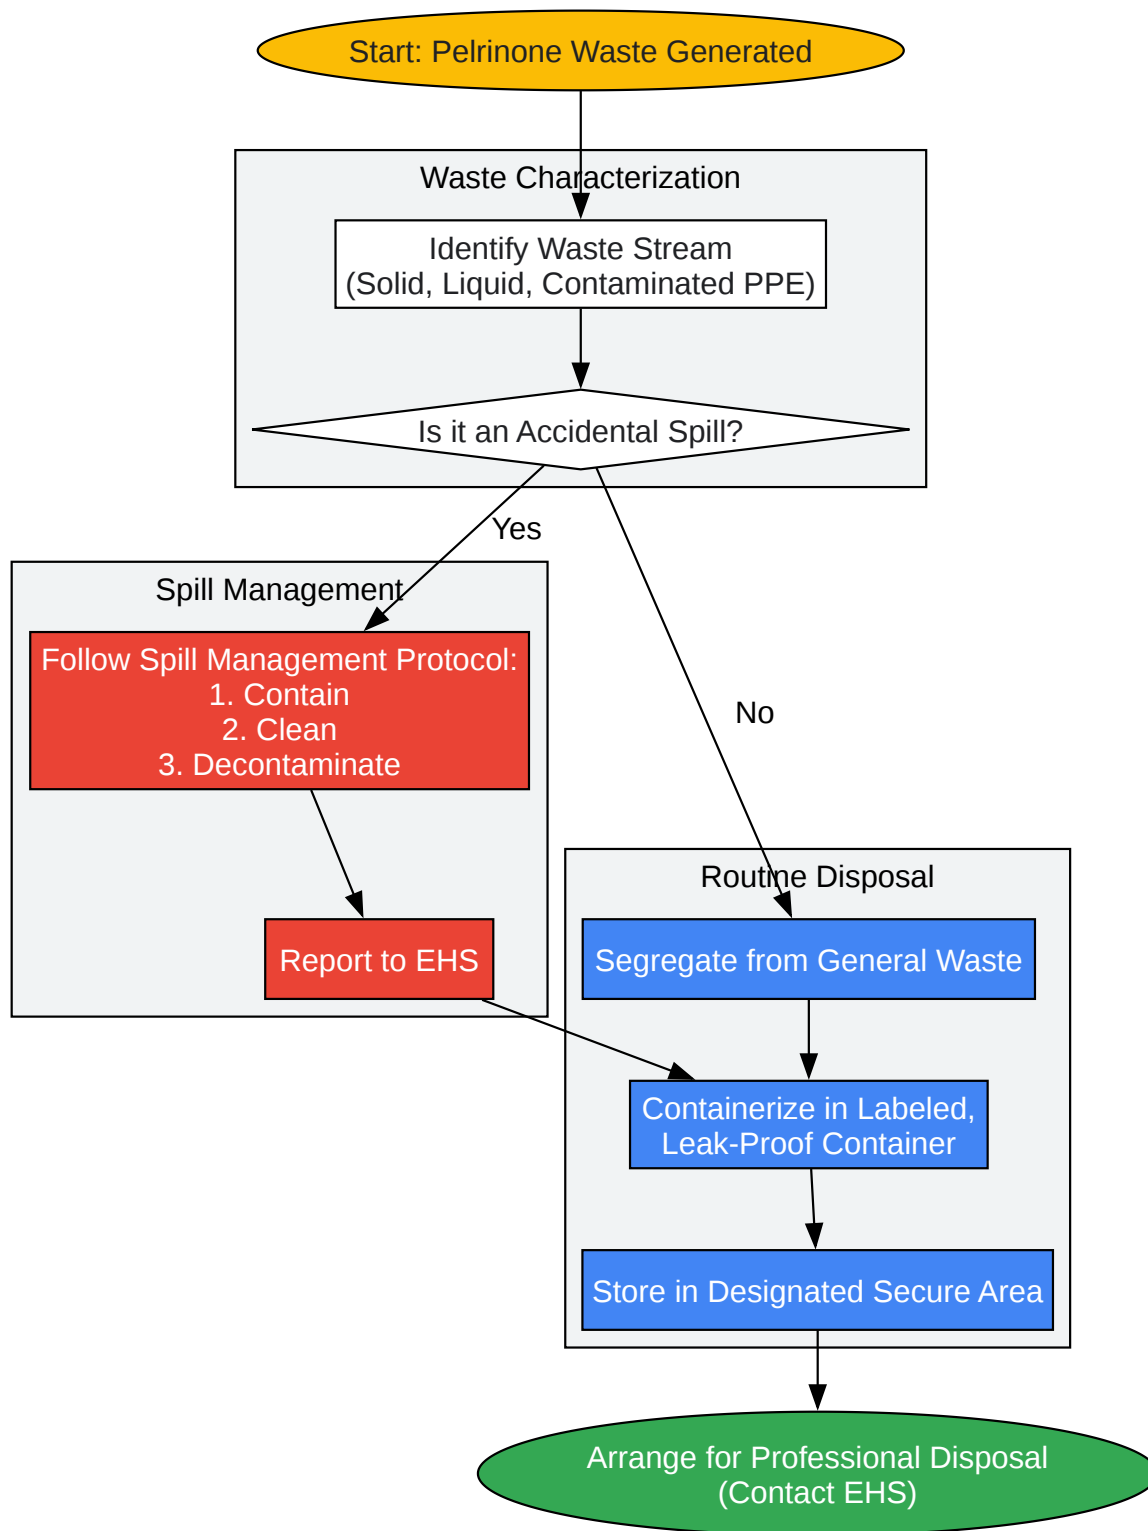 Start: Pelrinone Waste Generated
Waste Characterization
Identify Waste Stream
(Solid, Liquid, Contaminated PPE)
Is it an Accidental Spill?
Yes
Spill Management
Follow Spill Management Protocol:
1. Contain
2. Clean
3. Decontaminate
No
Routine Disposal
Report to EHS
Segregate from General Waste
Containerize in Labeled,
Leak-Proof Container
Store in Designated Secure Area
Arrange for Professional Disposal
(Contact EHS)